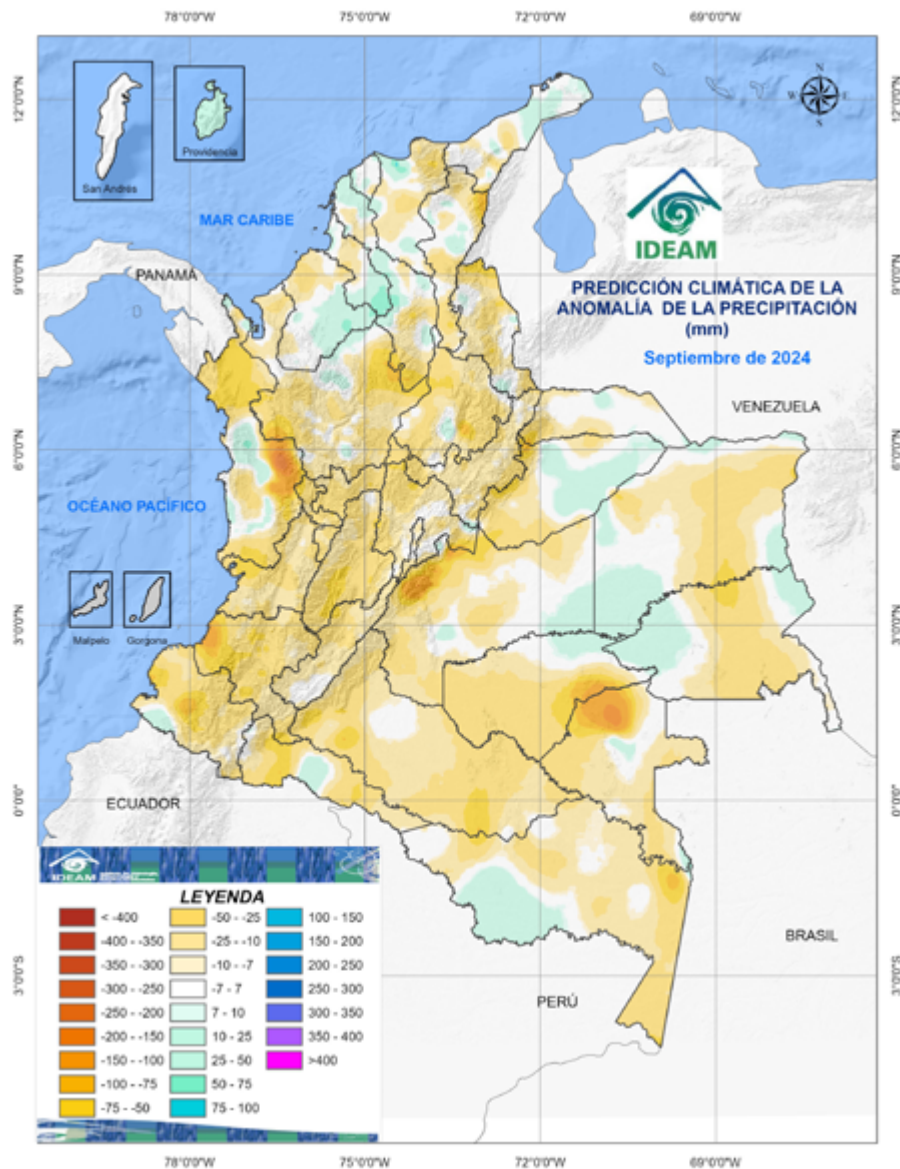 78°0'0"W 75°0'0"W 72°0'0"W 69°0'0"W
12°0'0"N
12°0'0"N
N
W E
S
San Andrés
Providencia
MAR CARIBE
IDEAM
9°0'0"N
9°0'0"N
PANAMÁ
PREDICCIÓN CLIMÁTICA DE LA
ANOMALÍA DE LA PRECIPITACIÓN
(mm)
Septiembre de 2024
VENEZUELA
6°0'0"N
6°0'0"N
OCÉANO PACÍFICO
3°0'0"N
3°0'0"N
Malpelo
Gorgona
ECUADOR
0°0'0"
0°0'0"
IDEAM
LEYENDA
< -400
-400 - -350
-350 - -300
-300 - -250
-250 - -200
-200 - -150
-150 - -100
-100 - -75
-75 - -50
-50 - -25
-25 - -10
-10 - -7
-7 - 7
7 - 10
10 - 25
25 - 50
50 - 75
75 - 100
100 - 150
150 - 200
200 - 250
250 - 300
300 - 350
350 - 400
>400
BRASIL
PERÚ
3°0'0"S
3°0'0"S
78°0'0"W 75°0'0"W 72°0'0"W 69°0'0"W